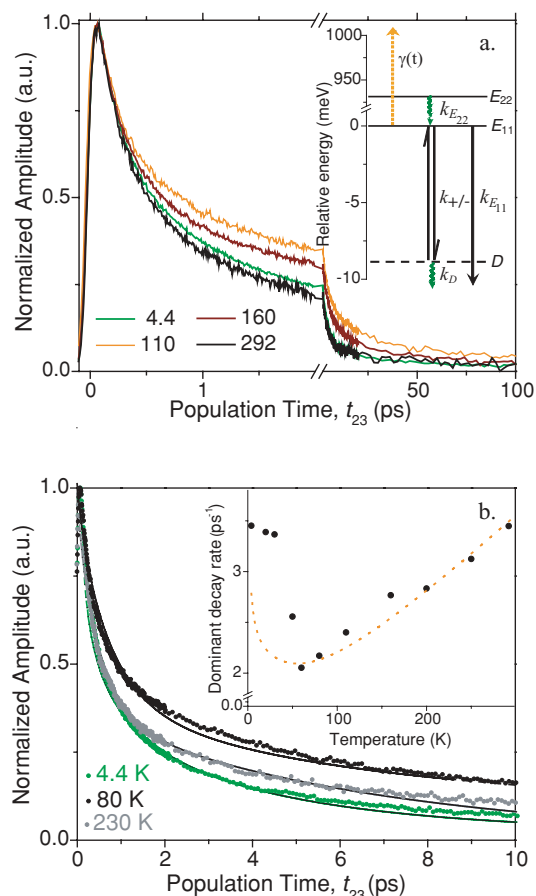 a.
Normalized Amplitude (a.u.)
1.0
0.5
0.0
0
1
50
100
Population Time, t₂₃ (ps)
4.4
160
110
292
Relative energy (meV)
1000
950
0
-5
-10
γ(t)
E₂₂
k_E₂₂
E₁₁
k₊/₋
k_E₁₁
D
k_D
b.
Normalized Amplitude (a.u.)
1.0
0.5
0.0
0
2
4
6
8
10
Population Time, t₂₃ (ps)
4.4 K
80 K
230 K
Dominant decay rate (ps⁻¹)
3
2
0.0
0
100
200
Temperature (K)